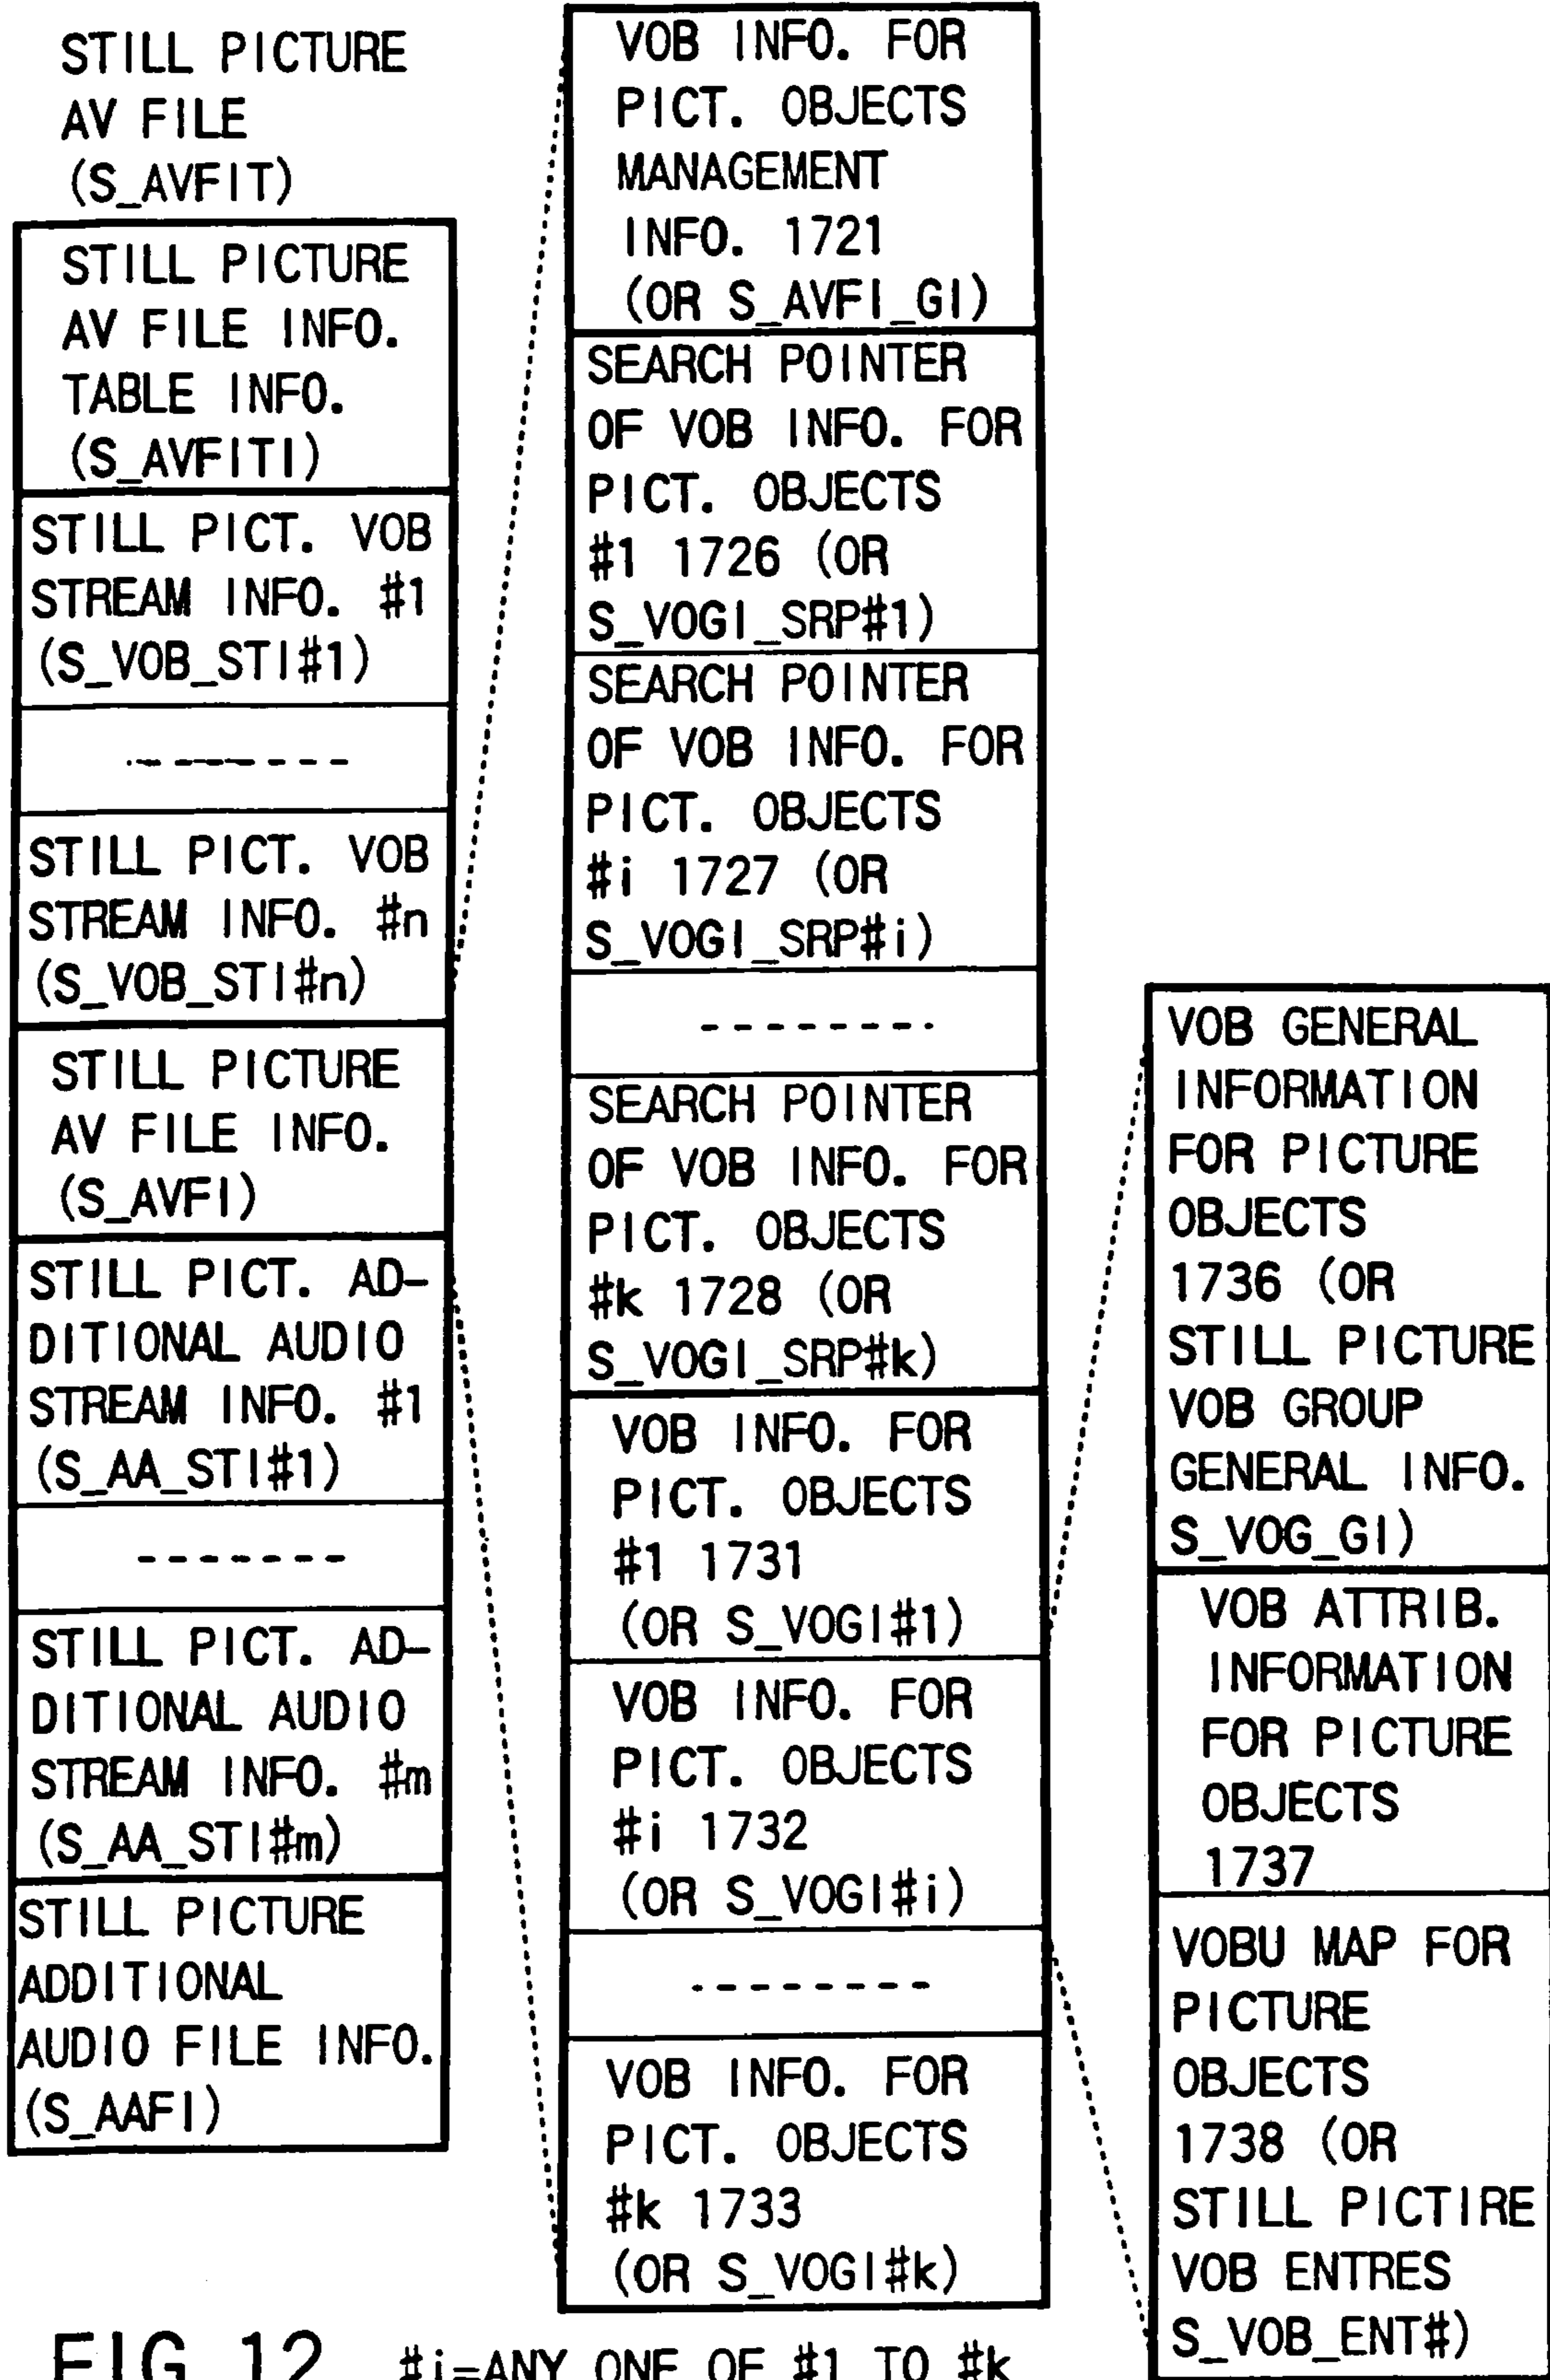 STILL PICTURE
AV FILE
(S_AVFIT)
STILL PICTURE
AV FILE INFO.
TABLE INFO.
(S_AVFITI)
STILL PICT. VOB
STREAM INFO. #1
(S_VOB_STI#1)
STILL PICT. VOB
STREAM INFO. #n
(S_VOB_STI#n)
STILL PICTURE
AV FILE INFO.
(S_AVFI)
STILL PICT. AD-
DITIONAL AUDIO
STREAM INFO. #1
(S_AA_STI#1)
STILL PICT. AD-
DITIONAL AUDIO
STREAM INFO. #m
(S_AA_STI#m)
STILL PICTURE
ADDITIONAL
AUDIO FILE INFO.
(S_AAFI)
VOB INFO. FOR
PICT. OBJECTS
MANAGEMENT
INFO. 1721
(OR S_AVFI_GI)
SEARCH POINTER
OF VOB INFO. FOR
PICT. OBJECTS
#1 1726 (OR
S_VOGI_SRP#1)
SEARCH POINTER
OF VOB INFO. FOR
PICT. OBJECTS
#i 1727 (OR
S_VOGI_SRP#i)
SEARCH POINTER
OF VOB INFO. FOR
PICT. OBJECTS
#k 1728 (OR
S_VOGI_SRP#k)
VOB INFO. FOR
PICT. OBJECTS
#1 1731
(OR S_VOGI#1)
VOB INFO. FOR
PICT. OBJECTS
#i 1732
(OR S_VOGI#i)
VOB INFO. FOR
PICT. OBJECTS
#k 1733
(OR S_VOGI#k)
VOB GENERAL
INFORMATION
FOR PICTURE
OBJECTS
1736 (OR
STILL PICTURE
VOB GROUP
GENERAL INFO.
S_VOG_GI)
VOB ATTRIB.
INFORMATION
FOR PICTURE
OBJECTS
1737
VOBU MAP FOR
PICTURE
OBJECTS
1738 (OR
STILL PICTIRE
VOB ENTRES
S_VOB_ENT#)
FIG. 12 #i=ANY ONE OF #1 TO #k